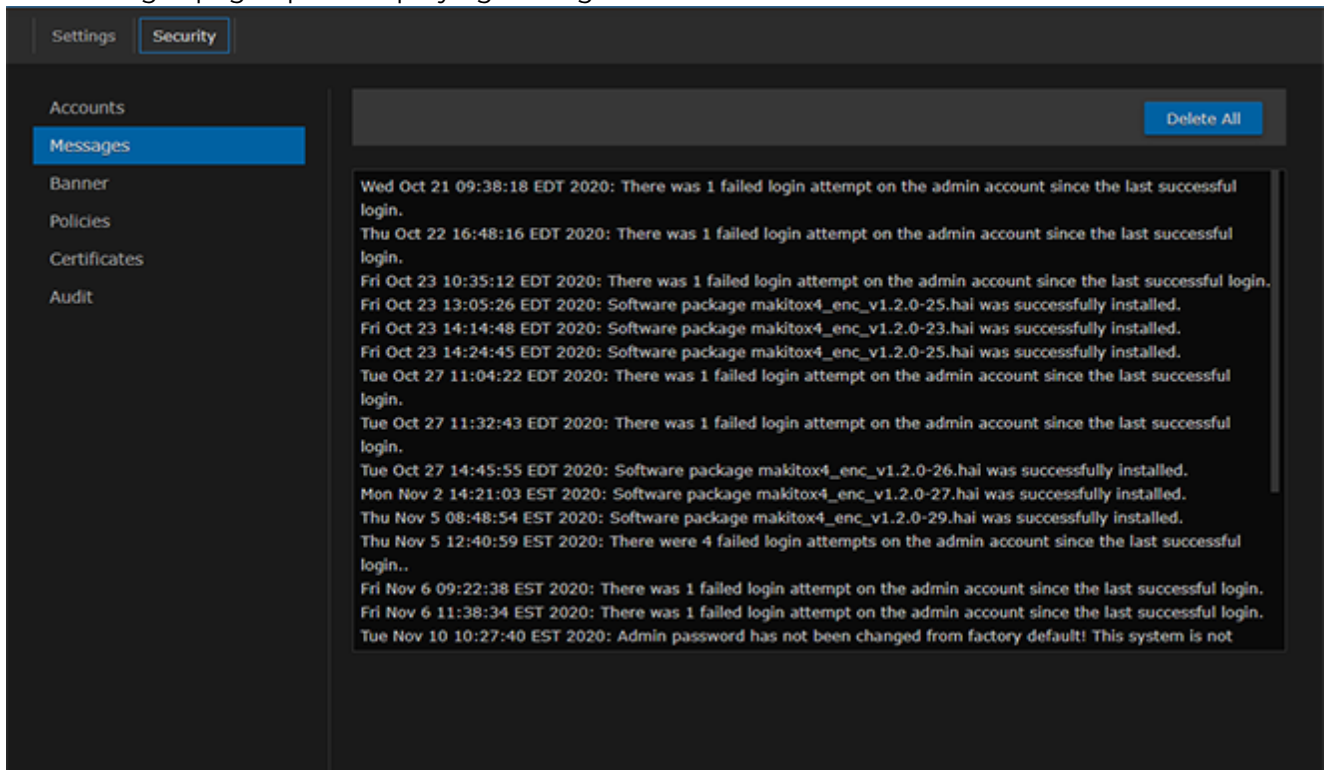 Settings
Security
Accounts
Messages
Banner
Policies
Certificates
Audit
Delete All
Wed Oct 21 09:38:18 EDT 2020: There was 1 failed login attempt on the admin account since the last successful
login.
Thu Oct 22 16:48:16 EDT 2020: There was 1 failed login attempt on the admin account since the last successful
login.
Fri Oct 23 10:35:12 EDT 2020: There was 1 failed login attempt on the admin account since the last successful login.
Fri Oct 23 13:05:26 EDT 2020: Software package makitox4_enc_v1.2.0-25.hai was successfully installed.
Fri Oct 23 14:14:48 EDT 2020: Software package makitox4_enc_v1.2.0-23.hai was successfully installed.
Fri Oct 23 14:24:45 EDT 2020: Software package makitox4_enc_v1.2.0-25.hai was successfully installed.
Tue Oct 27 11:04:22 EDT 2020: There was 1 failed login attempt on the admin account since the last successful
login.
Tue Oct 27 11:32:43 EDT 2020: There was 1 failed login attempt on the admin account since the last successful
login.
Tue Oct 27 14:45:55 EDT 2020: Software package makitox4_enc_v1.2.0-26.hai was successfully installed.
Mon Nov 2 14:21:03 EST 2020: Software package makitox4_enc_v1.2.0-27.hai was successfully installed.
Thu Nov 5 08:48:54 EST 2020: Software package makitox4_enc_v1.2.0-29.hai was successfully installed.
Thu Nov 5 12:40:59 EST 2020: There were 4 failed login attempts on the admin account since the last successful
login..
Fri Nov 6 09:22:38 EST 2020: There was 1 failed login attempt on the admin account since the last successful login.
Fri Nov 6 11:38:34 EST 2020: There was 1 failed login attempt on the admin account since the last successful login.
Tue Nov 10 10:27:40 EST 2020: Admin password has not been changed from factory default! This system is not